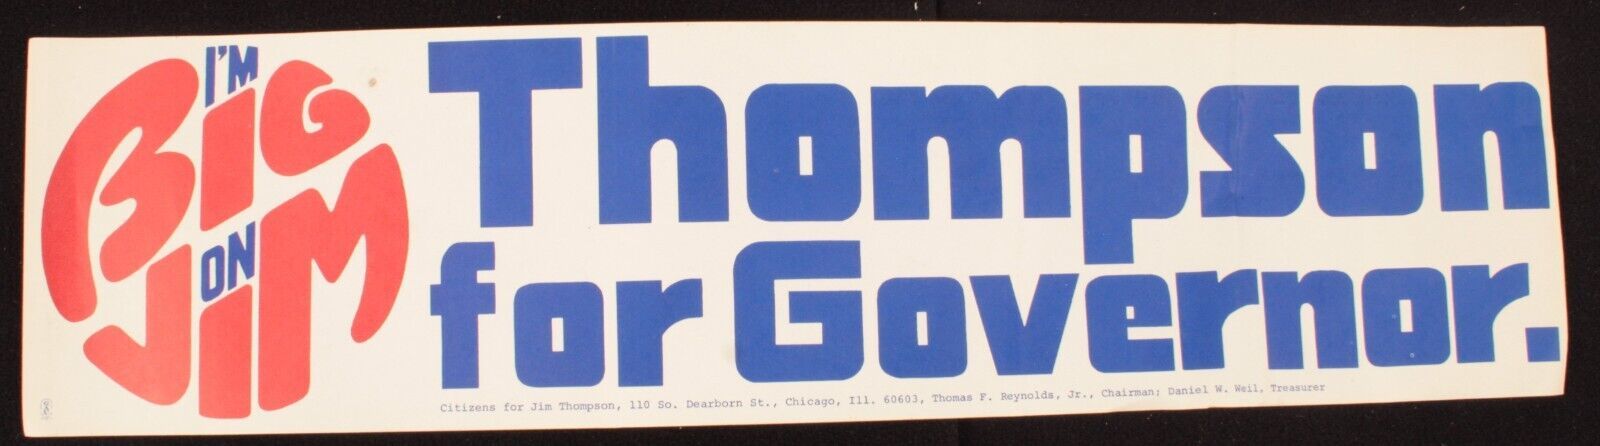 I'M
BIG
ON
JIM
Thompson
for Governor.
Citizens for Jim Thompson, 110 So. Dearborn St., Chicago, Ill. 60603, Thomas F. Reynolds, Jr., Chairman; Daniel W. Weil, Treasurer